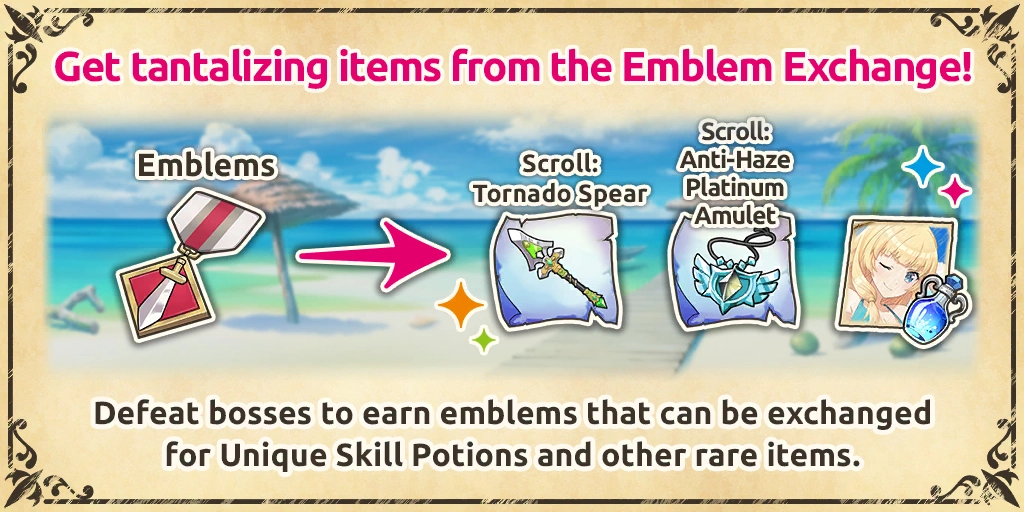 Get tantalizing items from the Emblem Exchange!
Emblems
Scroll:
Tornado Spear
Scroll:
Anti-Haze
Platinum
Amulet
Defeat bosses to earn emblems that can be exchanged
for Unique Skill Potions and other rare items.